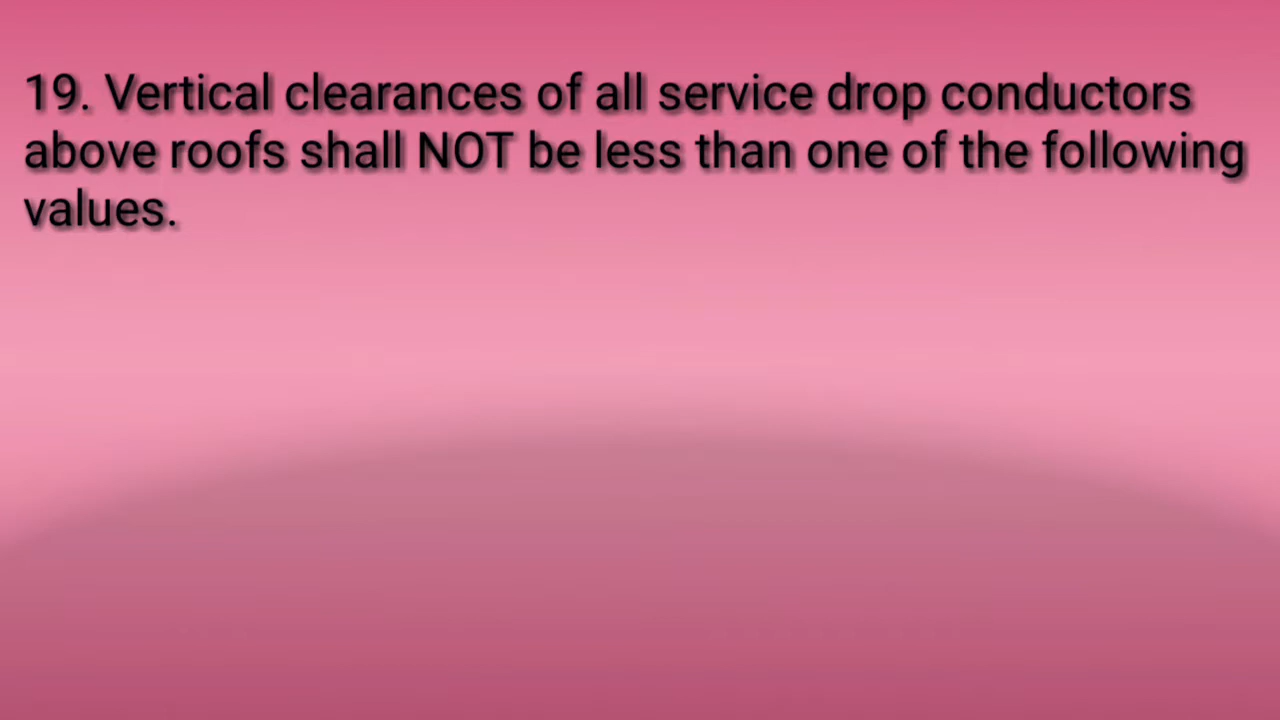 19. Vertical clearances of all service drop conductors
above roofs shall NOT be less than one of the following
values.